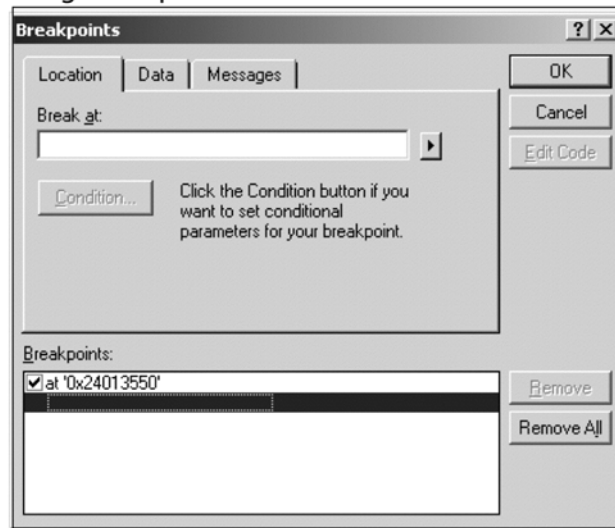 Breakpoints
Location
Data
Messages
OK
Cancel
Edit Code
Break at:
Condition...
Click the Condition button if you
want to set conditional
parameters for your breakpoint.
Breakpoints:
at '0x24013550'
Remove
Remove All